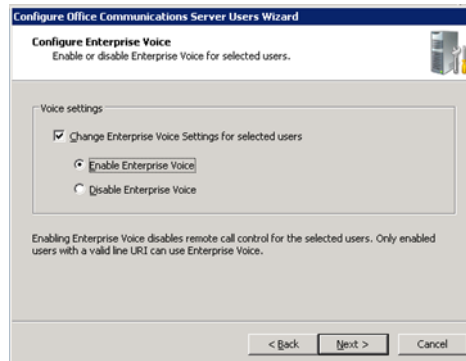 Configure Office Communications Server Users Wizard
Configure Enterprise Voice
Enable or disable Enterprise Voice for selected users.
Voice settings
Change Enterprise Voice Settings for selected users
Enable Enterprise Voice
Disable Enterprise Voice
Enabling Enterprise Voice disables remote call control for the selected users. Only enabled
users with a valid line URI can use Enterprise Voice.
< Back
Next >
Cancel